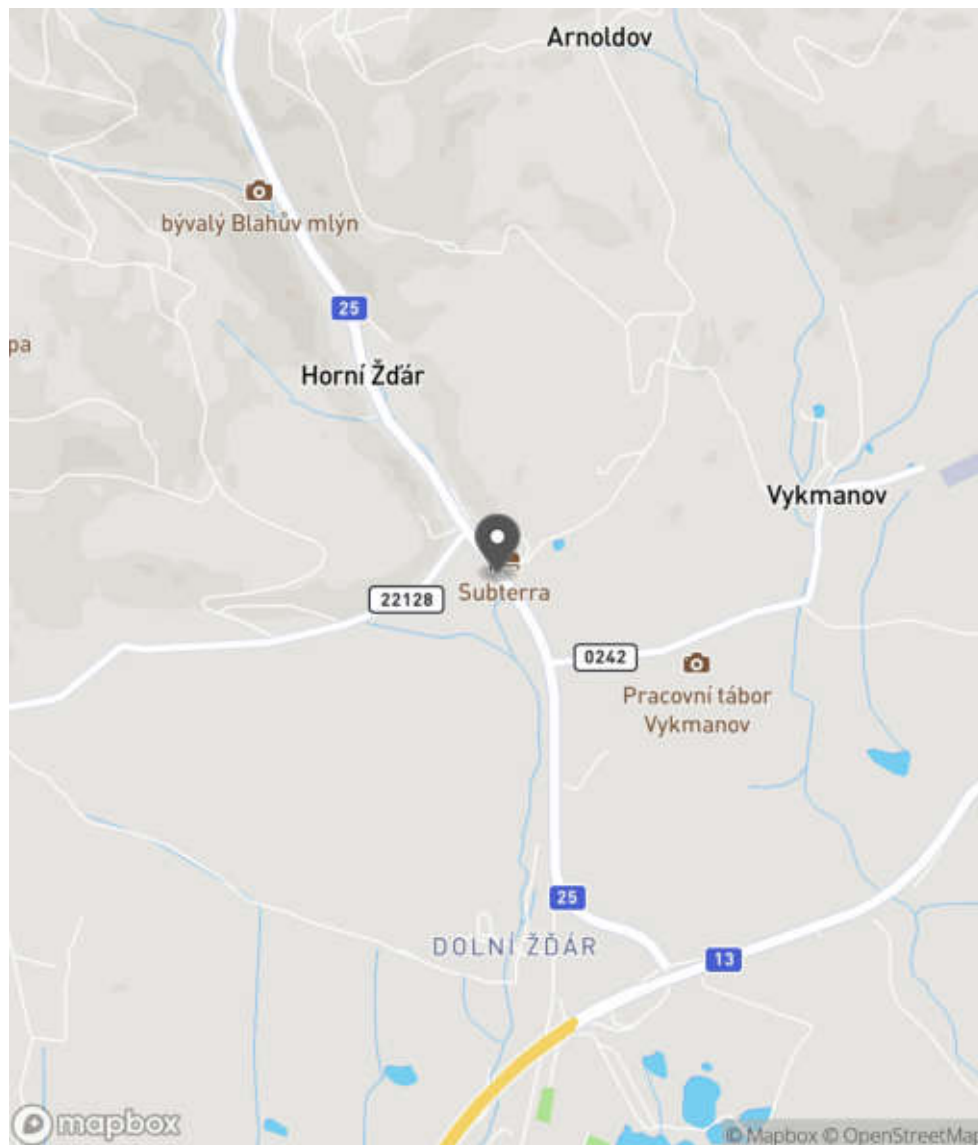 Arnoldov
bývalý Blahův mlýn
25
pa
Horní Žďár
Vykmanov
Subterra
22128
0242
Pracovní tábor
Vykmanov
25
DOLNÍ ŽĎÁR
13
mapbox
© Mapbox © OpenStreetMap